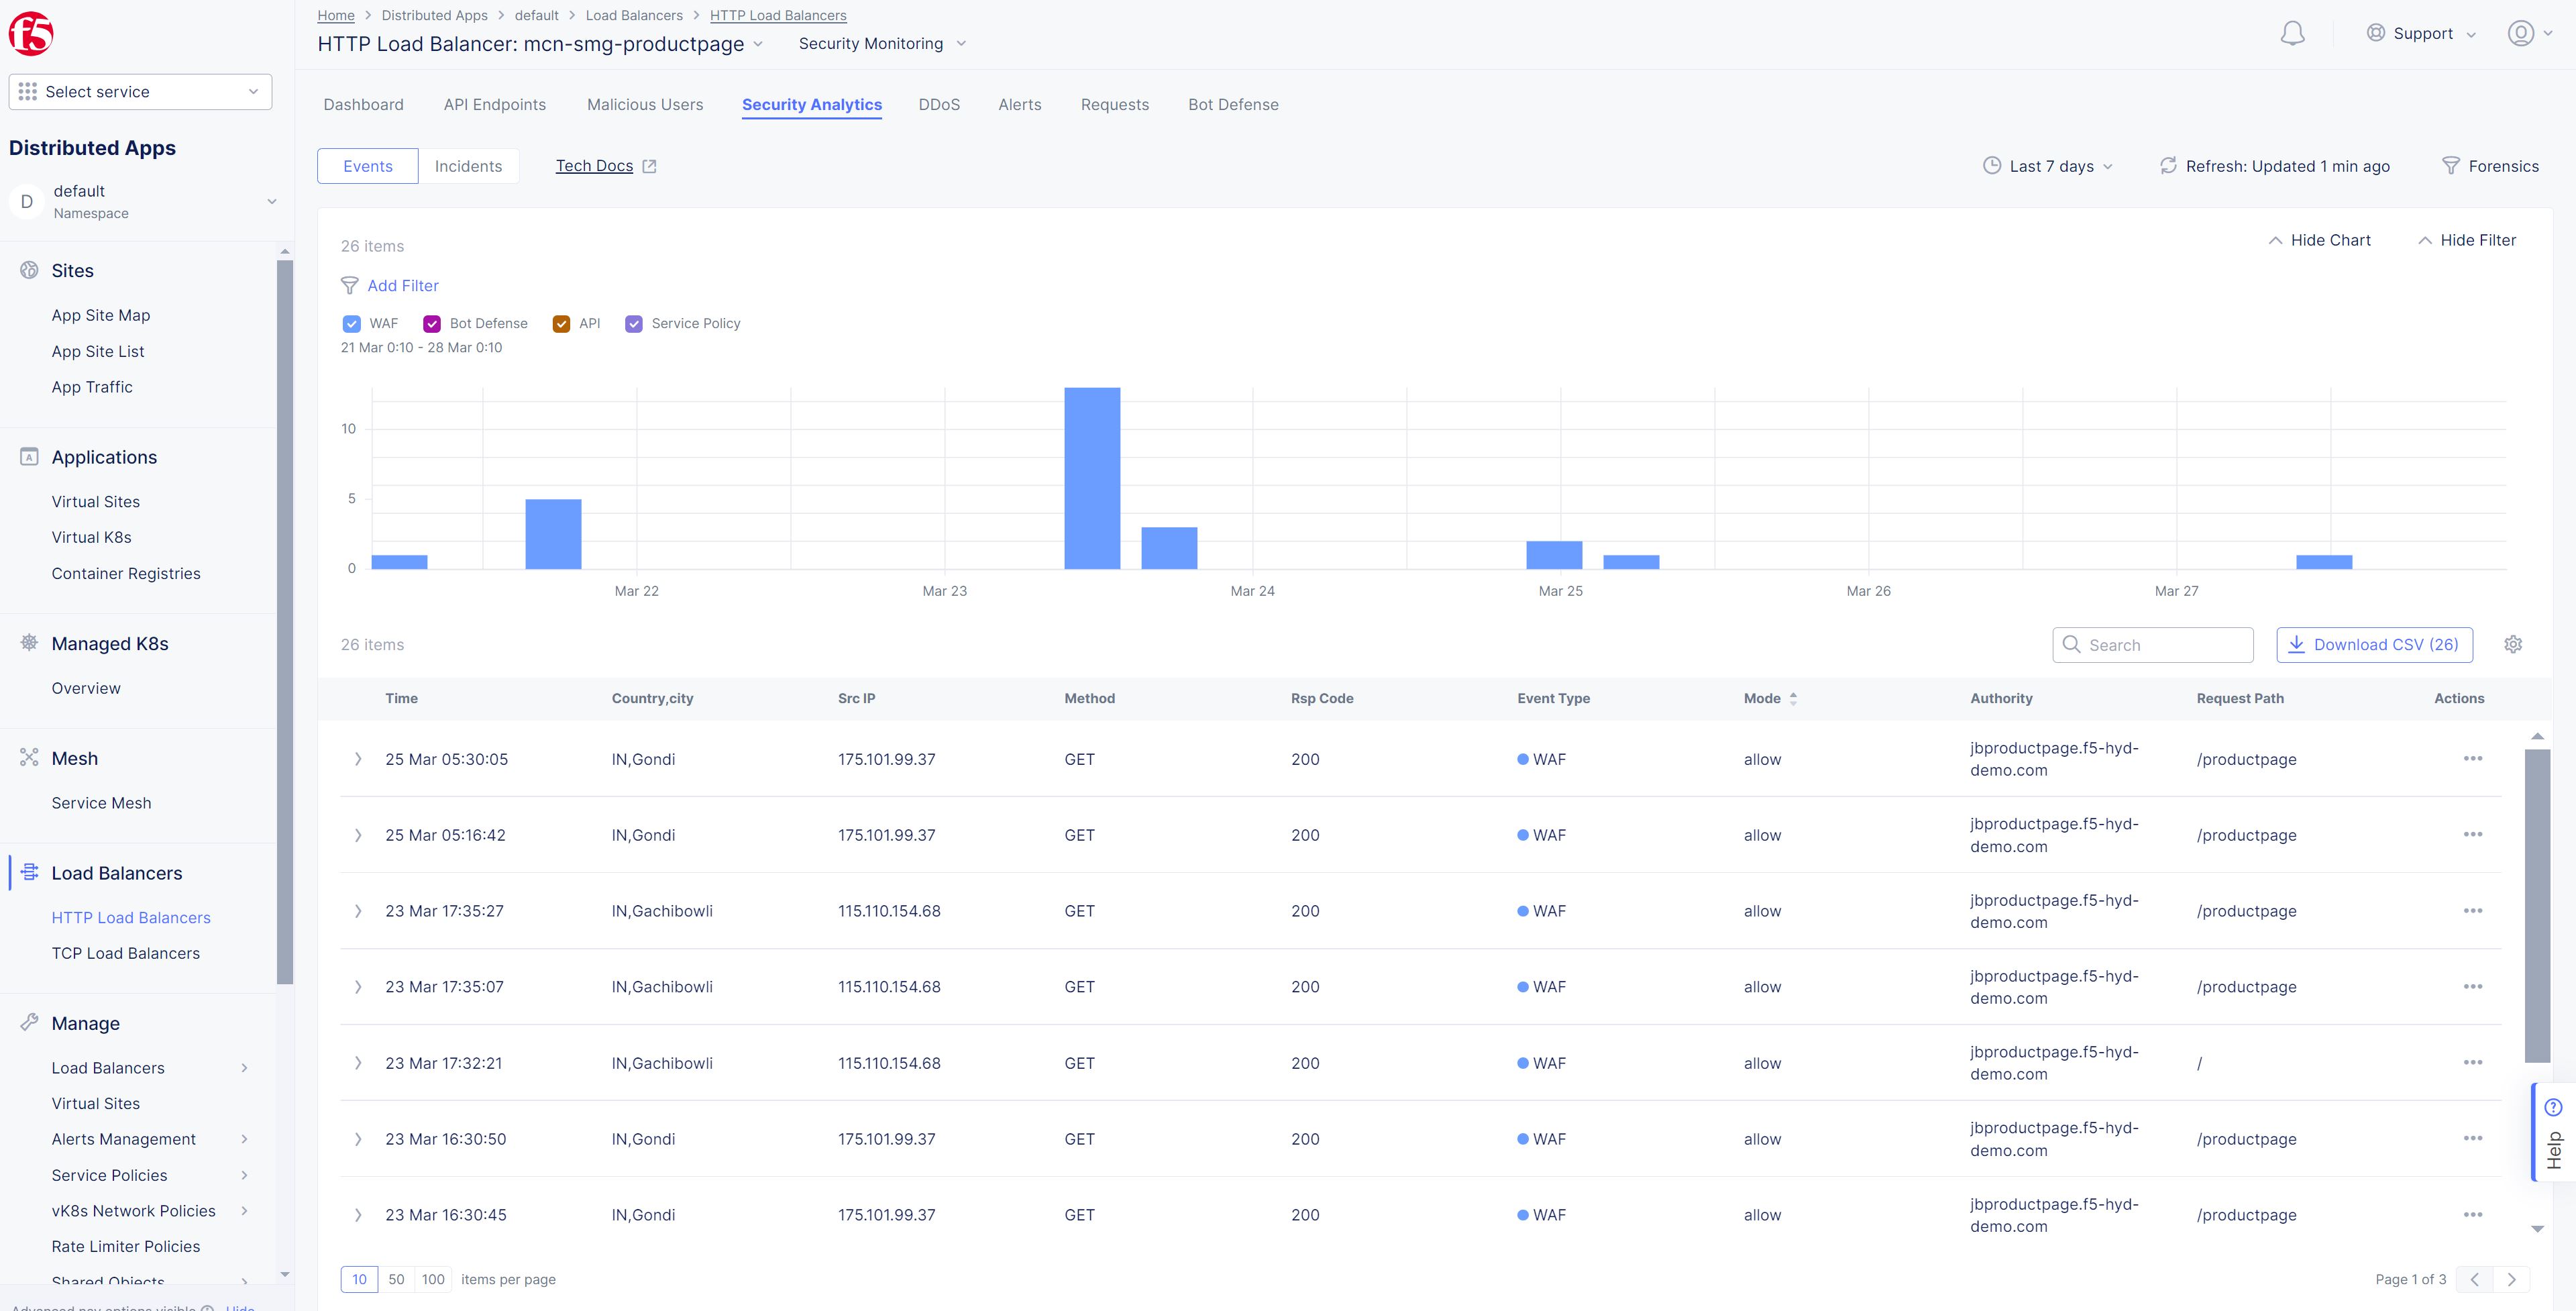 f5
Home > Distributed Apps > default > Load Balancers > HTTP Load Balancers
HTTP Load Balancer: mcn-smg-productpage Security Monitoring
Support
Select service
Distributed Apps
D
default
Namespace
Sites
App Site Map
App Site List
App Traffic
Applications
Virtual Sites
Virtual K8s
Container Registries
Managed K8s
Overview
Mesh
Service Mesh
Load Balancers
HTTP Load Balancers
TCP Load Balancers
Manage
Load Balancers
Virtual Sites
Alerts Management
Service Policies
vK8s Network Policies
Rate Limiter Policies
Shared Objects
Advanced nav options visible Hide
Dashboard API Endpoints Malicious Users Security Analytics DDoS Alerts Requests Bot Defense
Events Incidents Tech Docs Last 7 days Refresh: Updated 1 min ago Forensics
26 items Hide Chart Hide Filter
Add Filter
WAF Bot Defense API Service Policy
21 Mar 0:10 - 28 Mar 0:10
10
5
0
Mar 22 Mar 23 Mar 24 Mar 25 Mar 26 Mar 27
26 items Search Download CSV (26)
Time Country,city Src IP Method Rsp Code Event Type Mode Authority Request Path Actions
25 Mar 05:30:05 IN,Gondi 175.101.99.37 GET 200 WAF allow jbproductpage.f5-hyd- /productpage
demo.com
25 Mar 05:16:42 IN,Gondi 175.101.99.37 GET 200 WAF allow jbproductpage.f5-hyd- /productpage
demo.com
23 Mar 17:35:27 IN,Gachibowli 115.110.154.68 GET 200 WAF allow jbproductpage.f5-hyd- /productpage
demo.com
23 Mar 17:35:07 IN,Gachibowli 115.110.154.68 GET 200 WAF allow jbproductpage.f5-hyd- /productpage
demo.com
23 Mar 17:32:21 IN,Gachibowli 115.110.154.68 GET 200 WAF allow jbproductpage.f5-hyd- /
demo.com
23 Mar 16:30:50 IN,Gondi 175.101.99.37 GET 200 WAF allow jbproductpage.f5-hyd- /productpage
demo.com
23 Mar 16:30:45 IN,Gondi 175.101.99.37 GET 200 WAF allow jbproductpage.f5-hyd- /productpage
demo.com
10 50 100 items per page Page 1 of 3
Help